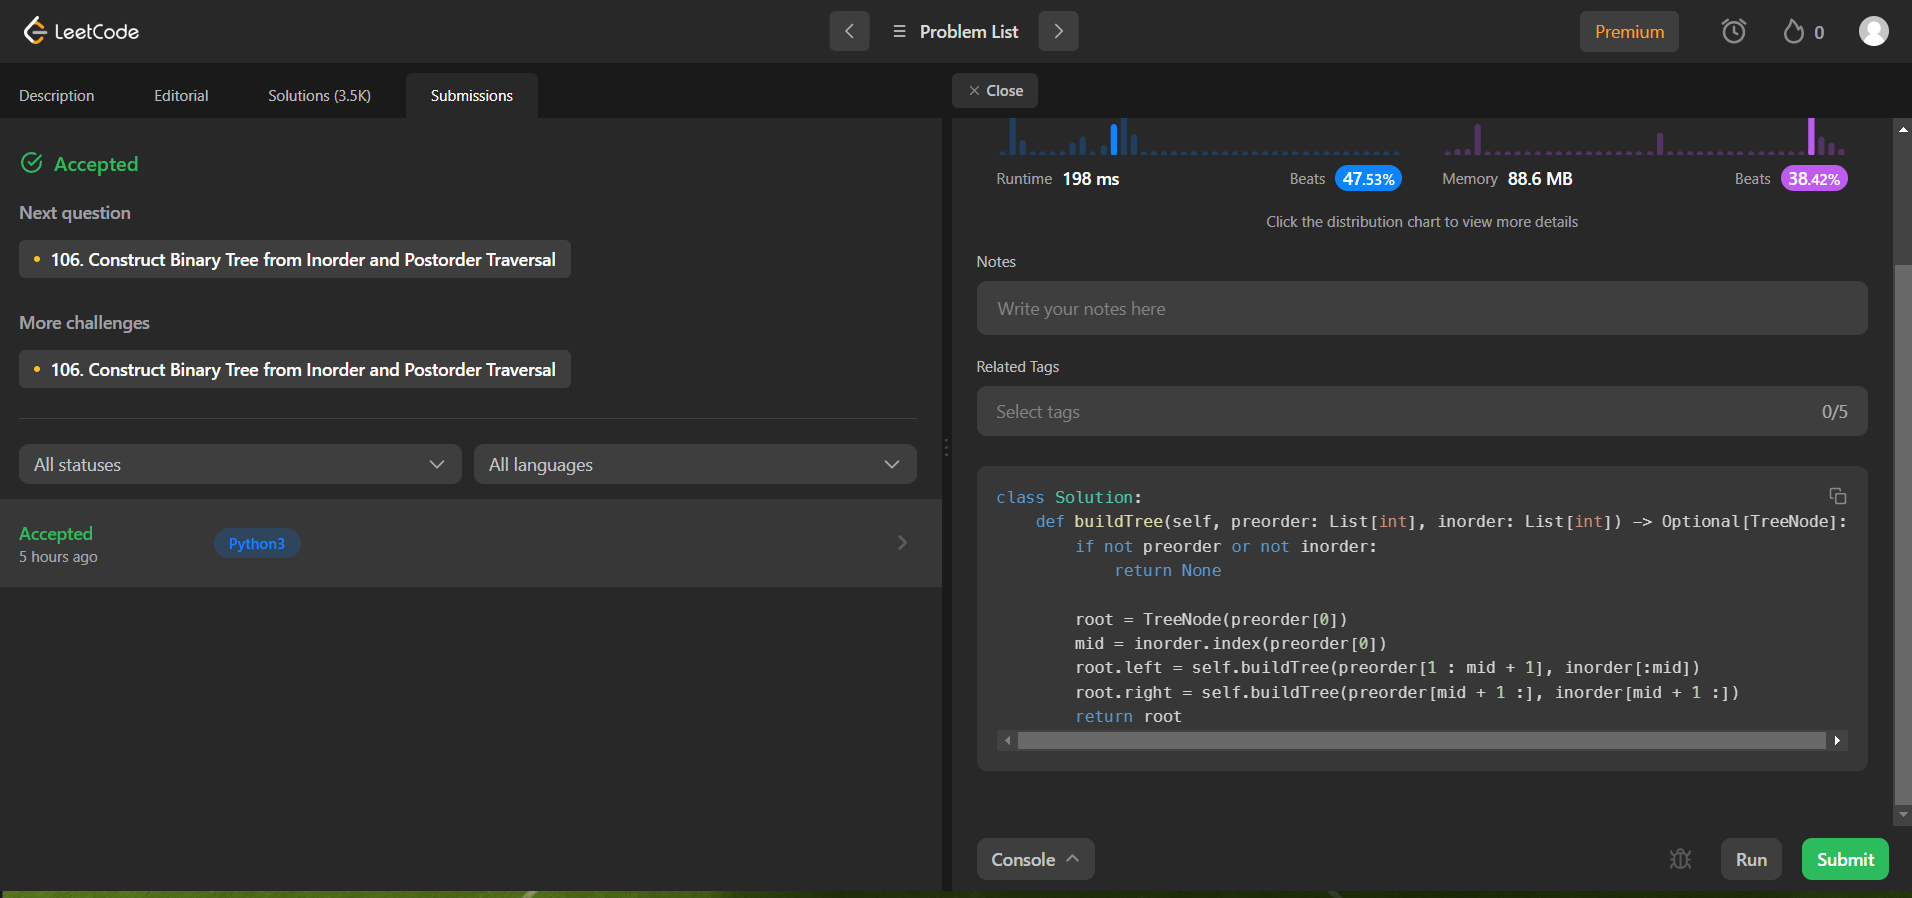 LeetCode
Problem List
Premium
0
Description
Editorial
Solutions (3.5K)
Submissions
Close
Accepted
Next question
106. Construct Binary Tree from Inorder and Postorder Traversal
More challenges
106. Construct Binary Tree from Inorder and Postorder Traversal
All statuses
All languages
Accepted
5 hours ago
Python3
Runtime 198 ms
Beats 47.53%
Memory 88.6 MB
Beats 38.42%
Click the distribution chart to view more details
Notes
Write your notes here
Related Tags
Select tags
0/5
class Solution:
    def buildTree(self, preorder: List[int], inorder: List[int]) -> Optional[TreeNode]:
        if not preorder or not inorder:
            return None
        root = TreeNode(preorder[0])
        mid = inorder.index(preorder[0])
        root.left = self.buildTree(preorder[1 : mid + 1], inorder[:mid])
        root.right = self.buildTree(preorder[mid + 1 :], inorder[mid + 1 :])
        return root
Console
Run
Submit